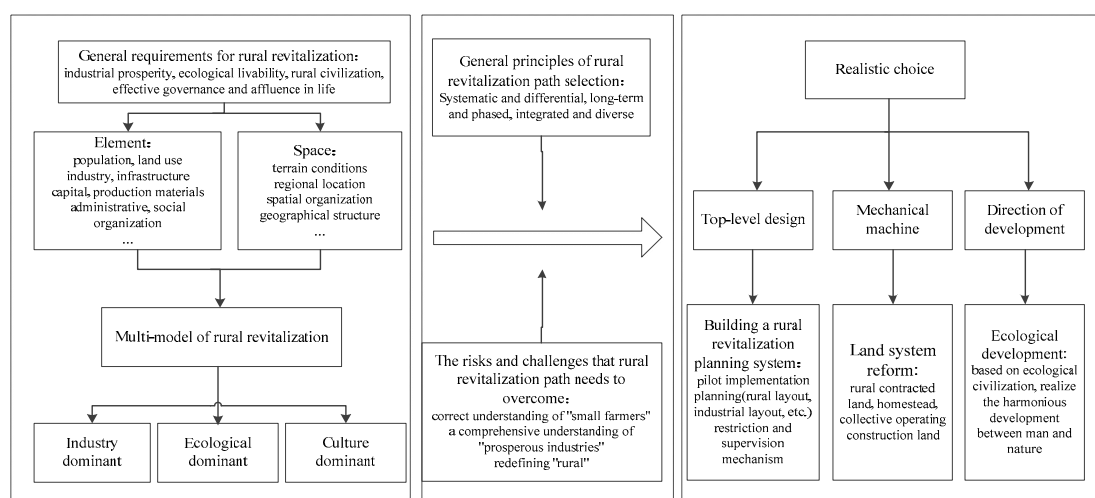 General requirements for rural revitalization：
industrial prosperity, ecological livability, rural civilization,
effective governance and affluence in life
Element：
population, land use
industry, infrastructure
capital, production materials
administrative, social
organization
...
Space：
terrain conditions
regional location
spatial organization
geographical structure
...
Multi-model of rural revitalization
Industry
dominant
Ecological
dominant
Culture
dominant
General principles of rural
revitalization path selection：
Systematic and differential, long-term
and phased, integrated and diverse
The risks and challenges that rural
revitalization path needs to
overcome：
correct understanding of "small farmers"
a comprehensive understanding of
"prosperous industries"
redefining "rural"
Realistic choice
Top-level design
Mechanical
machine
Direction of
development
Building a rural
revitalization
planning system：
pilot implementation
planning(rural layout,
industrial layout, etc.)
restriction and
supervision
mechanism
Land system
reform：
rural contracted
land, homestead,
collective operating
construction land
Ecological
development：
based on ecological
civilization, realize
the harmonious
development
between man and
nature